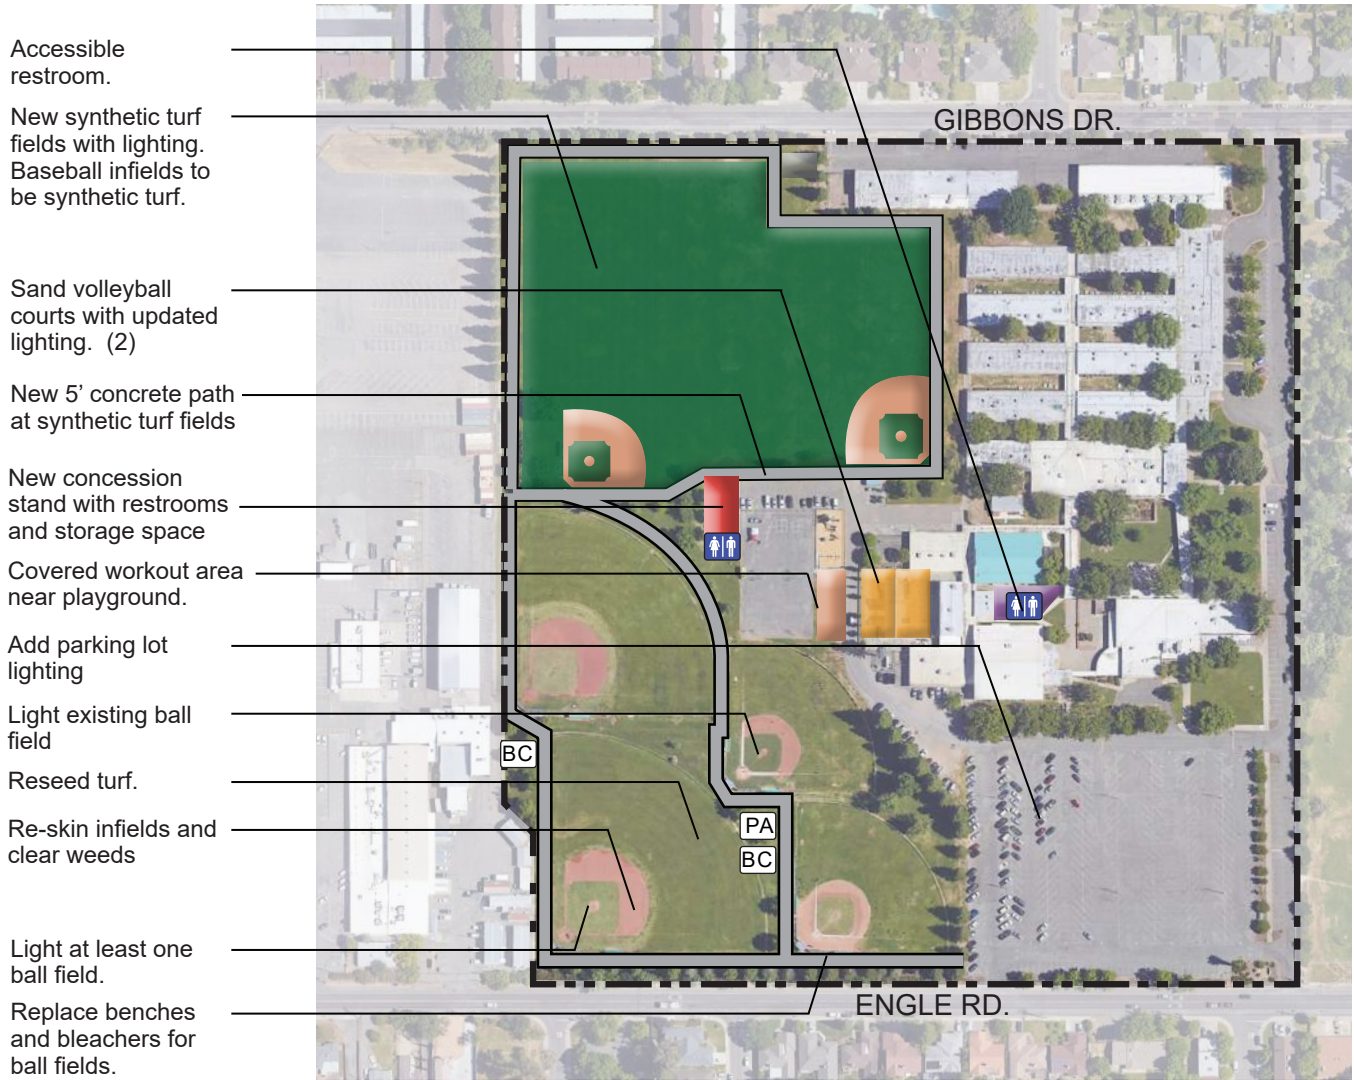 Accessible
restroom.
New synthetic turf
fields with lighting.
Baseball infields to
be synthetic turf.
Sand volleyball
courts with updated
lighting.  (2)
New 5’ concrete path
at synthetic turf fields
New concession
stand with restrooms
and storage space
Covered workout area
near playground.
Add parking lot
lighting
Light existing ball
field
Reseed turf.
Re-skin infields and
clear weeds
Light at least one
ball field.
Replace benches
and bleachers for
ball fields.
GIBBONS DR.
BC
PA
BC
ENGLE RD.